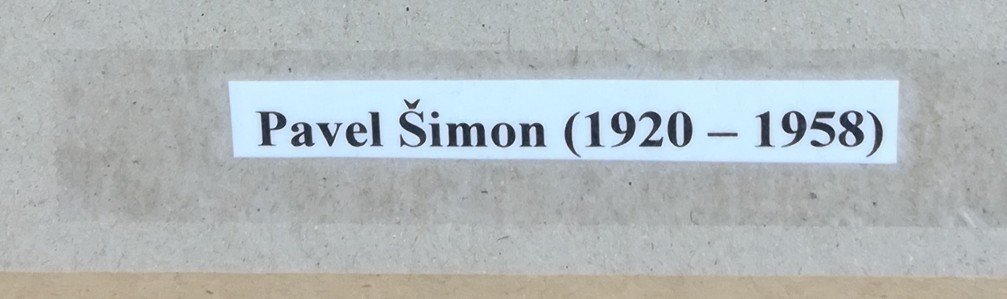 Pavel Šimon (1920 – 1958)